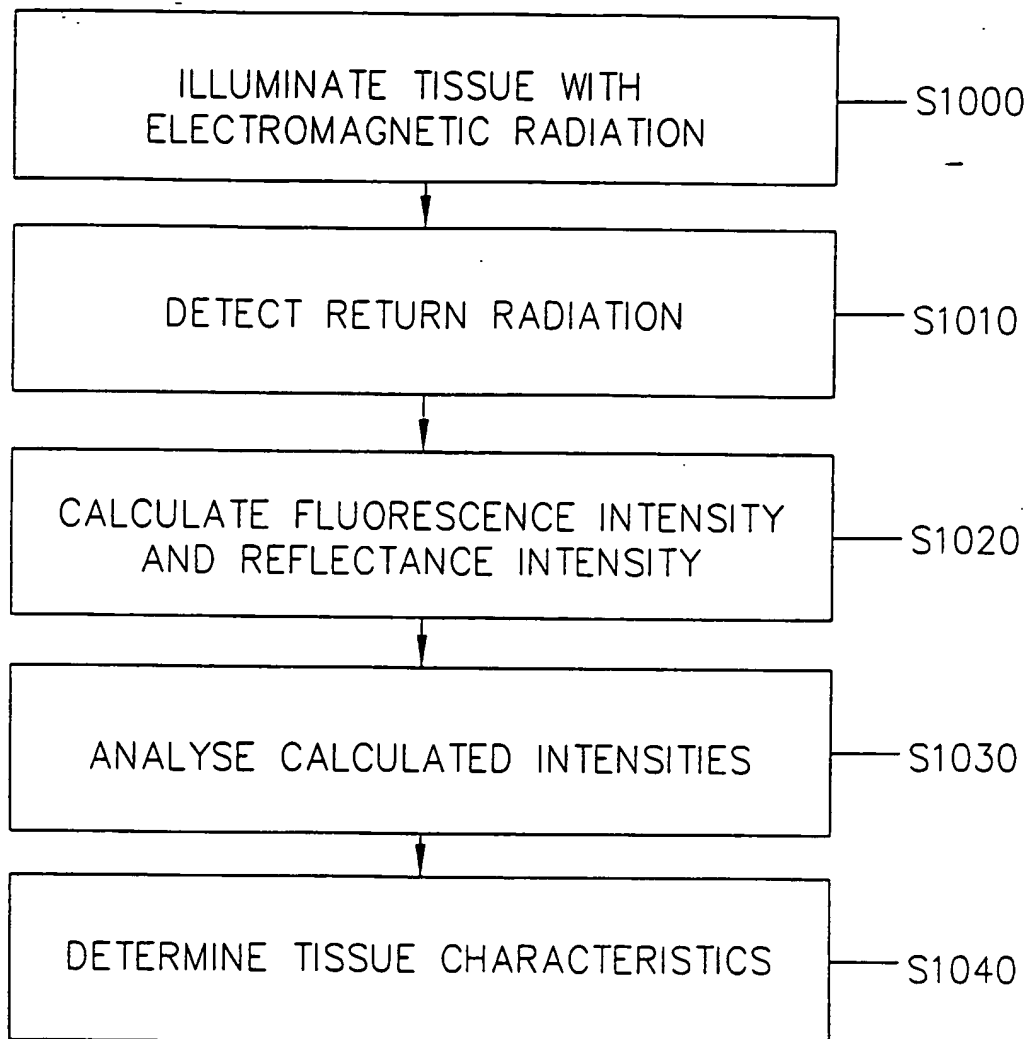 ILLUMINATE TISSUE WITH
ELECTROMAGNETIC RADIATION
S1000
DETECT RETURN RADIATION
S1010
CALCULATE FLUORESCENCE INTENSITY
AND REFLECTANCE INTENSITY
S1020
ANALYSE CALCULATED INTENSITIES
S1030
DETERMINE TISSUE CHARACTERISTICS
S1040